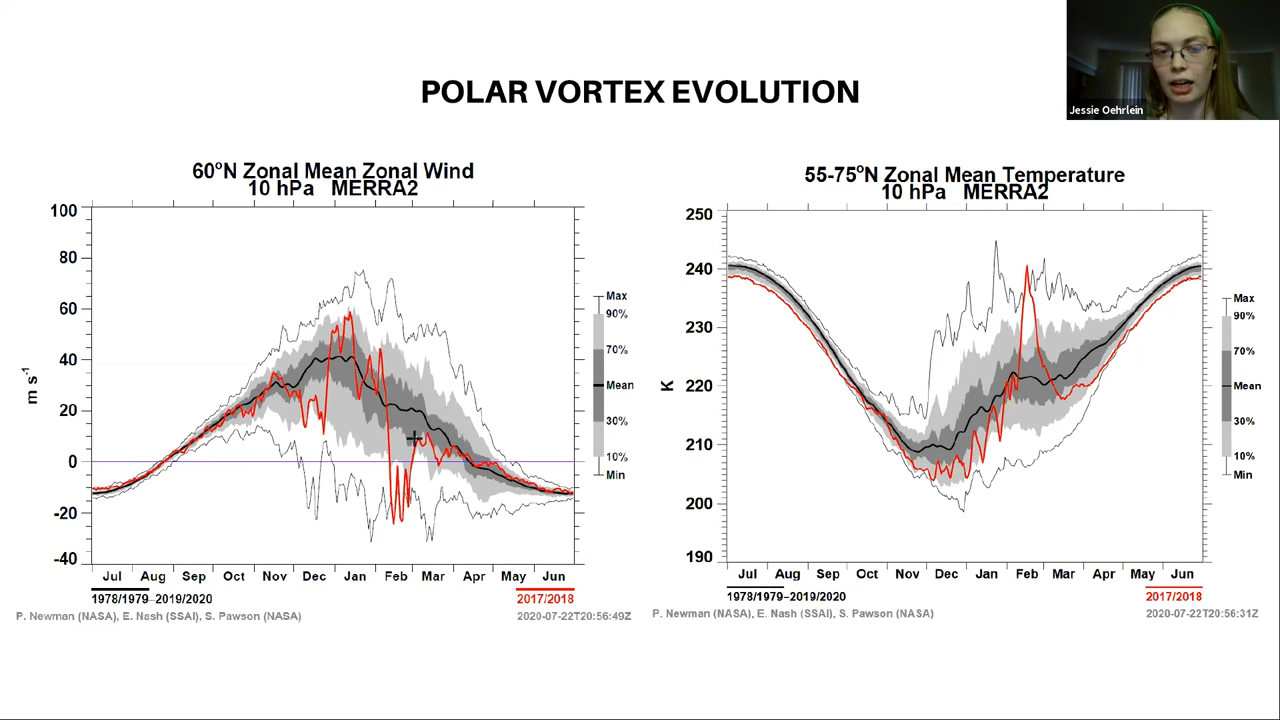 Jessie Oehrlein
POLAR VORTEX EVOLUTION
60ºN Zonal Mean Zonal Wind
10 hPa MERRA2
m s⁻¹
100
80
60
40
20
0
-20
-40
Jul Aug Sep Oct Nov Dec Jan Feb Mar Apr May Jun
1978/1979–2019/2020
2017/2018
P. Newman (NASA), E. Nash (SSAI), S. Pawson (NASA)
2020-07-22T20:56:49Z
Max
90%
70%
Mean
30%
10%
Min
55-75ºN Zonal Mean Temperature
10 hPa MERRA2
K
250
240
230
220
210
200
190
Jul Aug Sep Oct Nov Dec Jan Feb Mar Apr May Jun
1978/1979–2019/2020
2017/2018
P. Newman (NASA), E. Nash (SSAI), S. Pawson (NASA)
2020-07-22T20:56:31Z
Max
90%
70%
Mean
30%
10%
Min